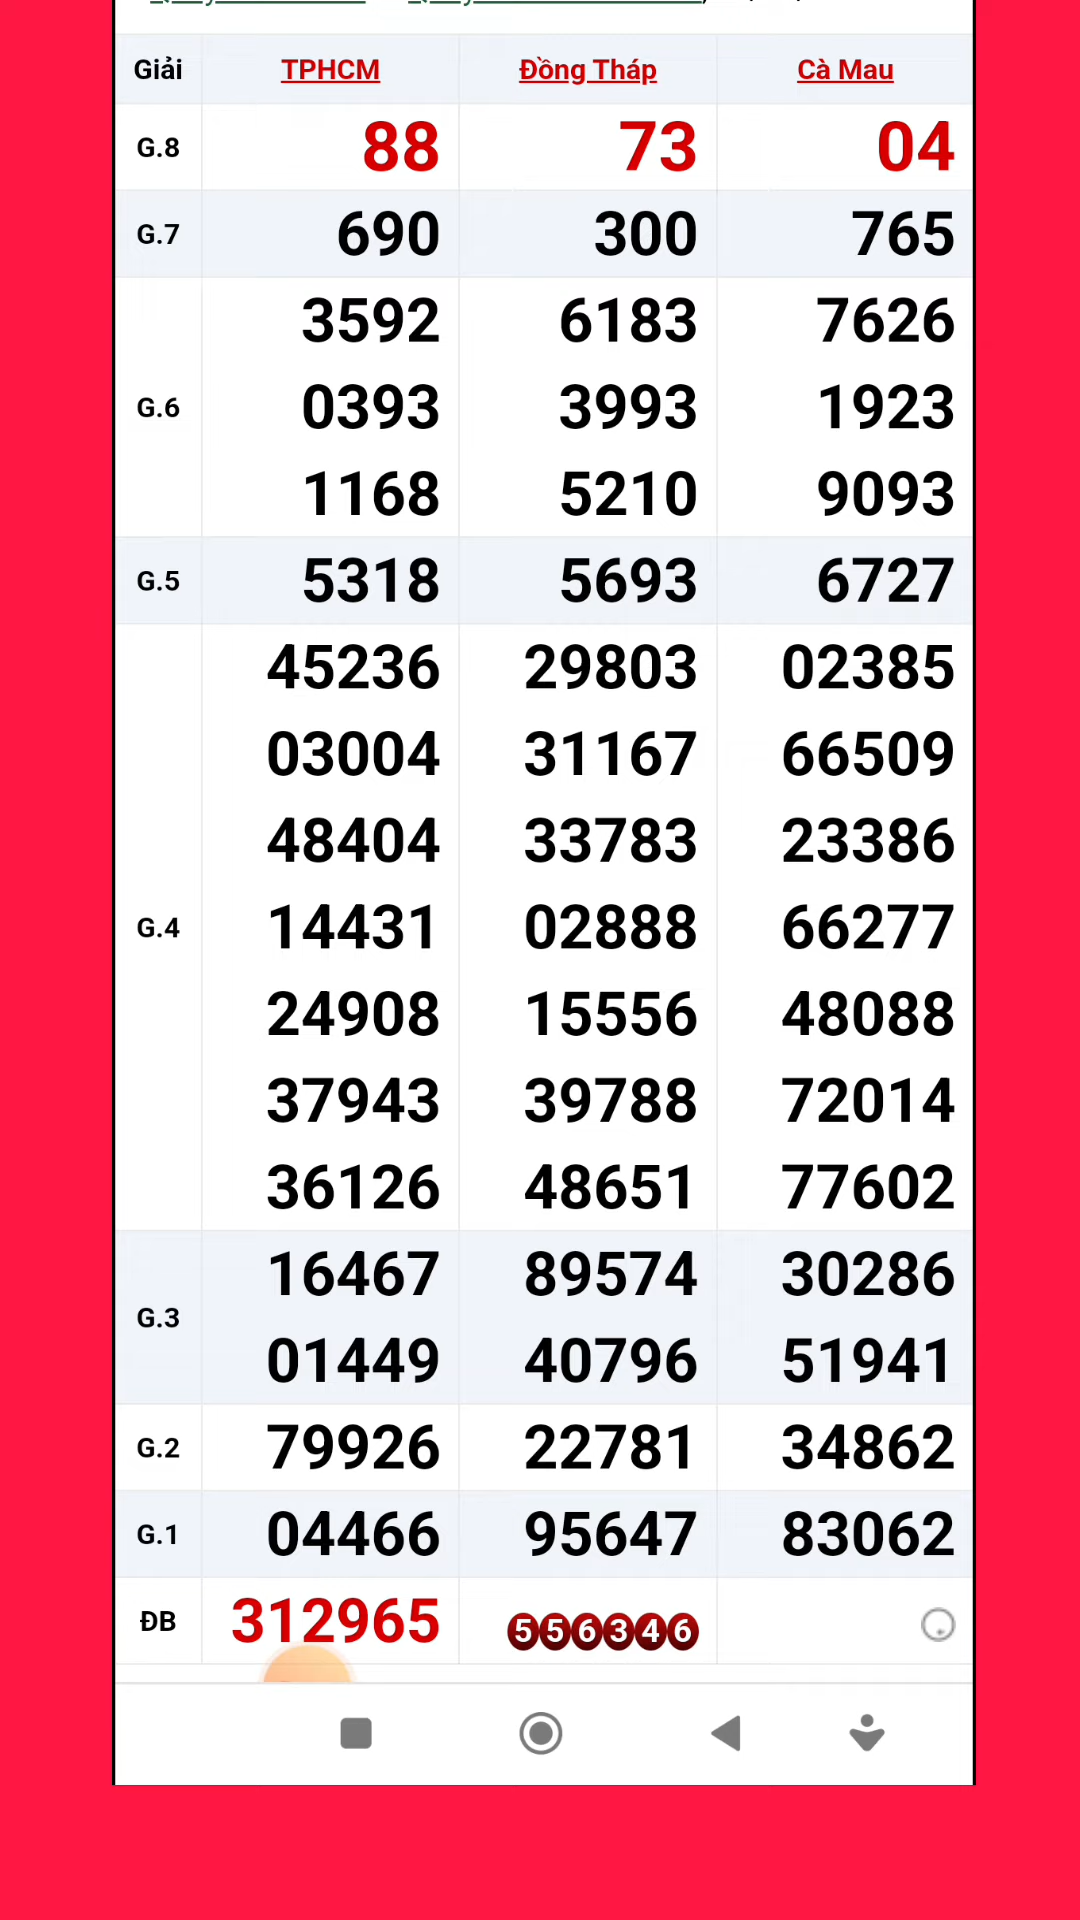 Giải TPHCM Đồng Tháp Cà Mau
G.8 88 73 04
G.7 690 300 765
3592 6183 7626
G.6 0393 3993 1923
1168 5210 9093
G.5 5318 5693 6727
45236 29803 02385
03004 31167 66509
48404 33783 23386
G.4 14431 02888 66277
24908 15556 48088
37943 39788 72014
36126 48651 77602
G.3 16467 89574 30286
01449 40796 51941
G.2 79926 22781 34862
G.1 04466 95647 83062
ĐB 312965 556346